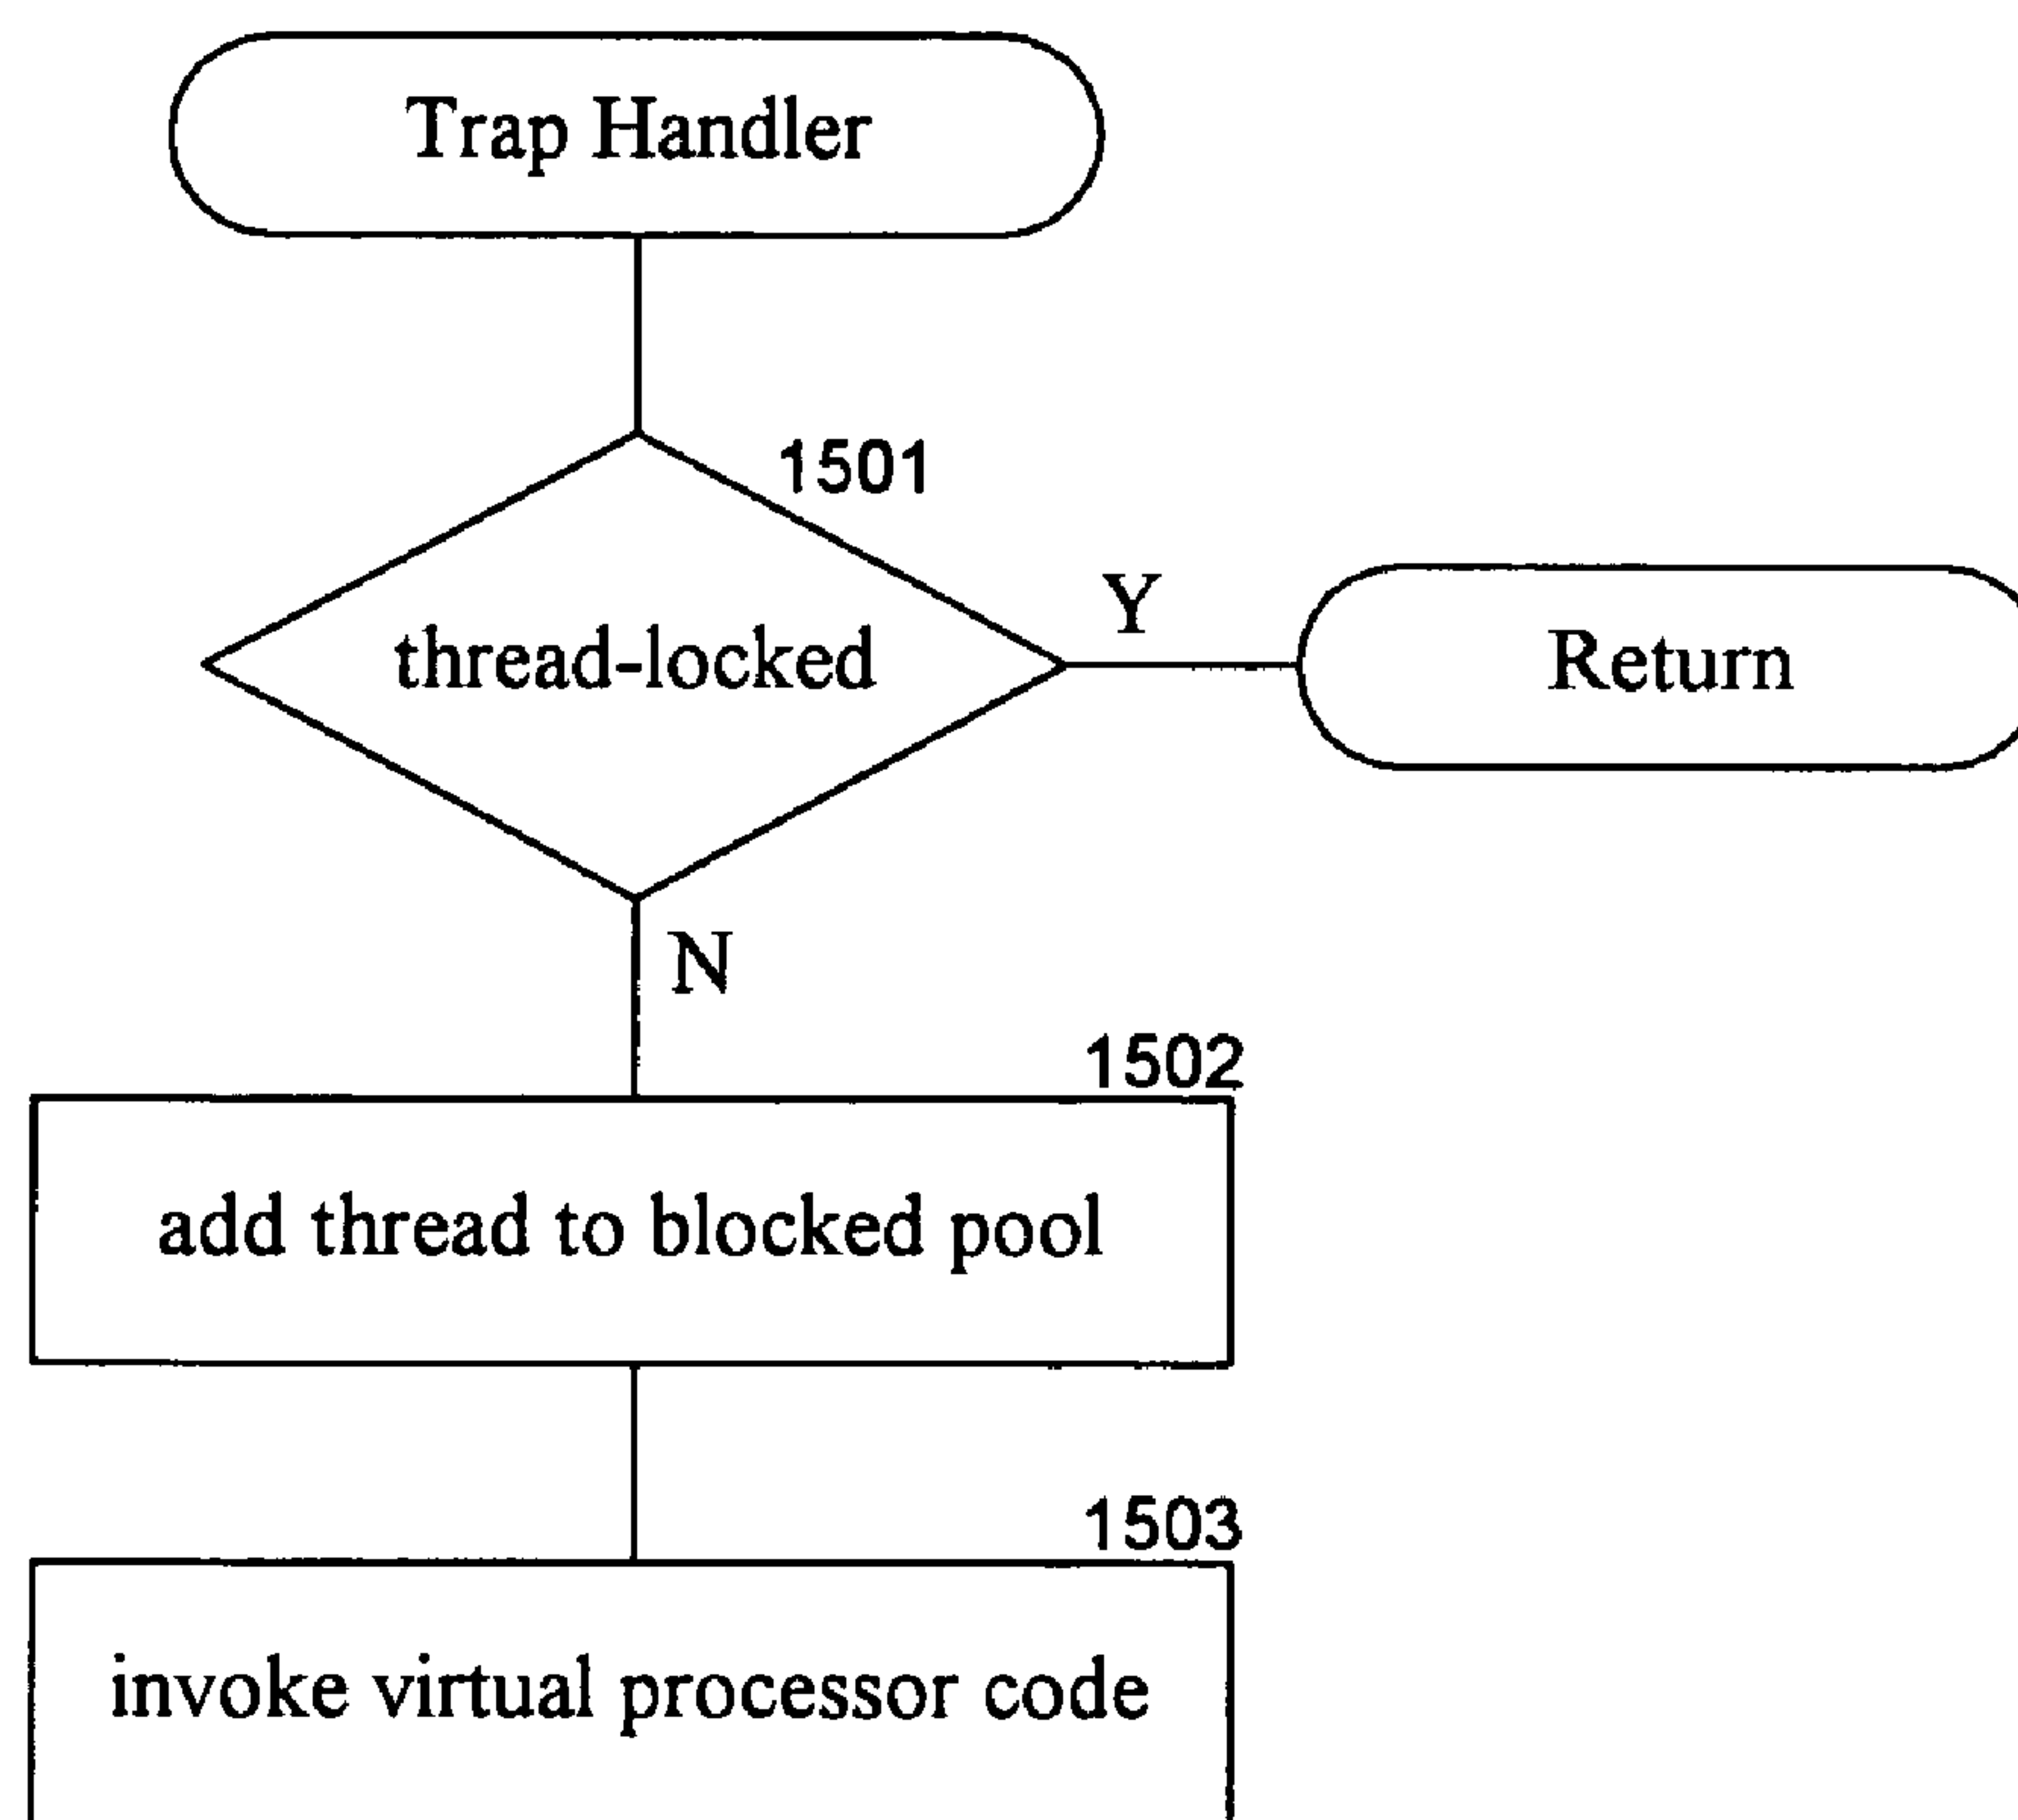 Trap Handler
1501
thread-locked
Y
Return
N
1502
add thread to blocked pool
1503
invoke virtual processor code